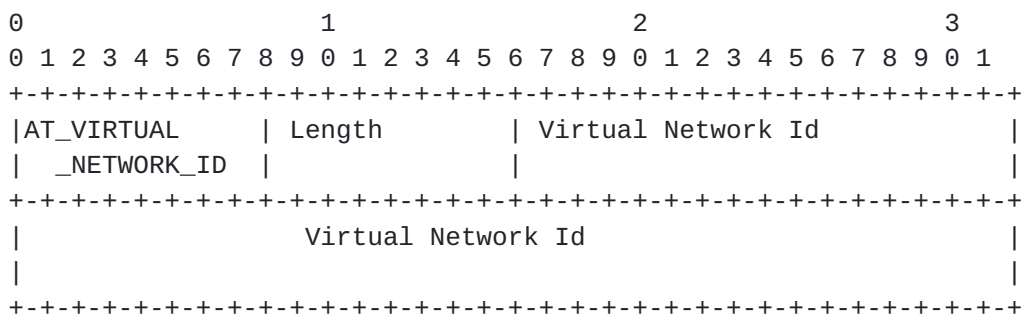 0                   1                   2                   3
0 1 2 3 4 5 6 7 8 9 0 1 2 3 4 5 6 7 8 9 0 1 2 3 4 5 6 7 8 9 0 1
+-+-+-+-+-+-+-+-+-+-+-+-+-+-+-+-+-+-+-+-+-+-+-+-+-+-+-+-+-+-+-+-+
|AT_VIRTUAL     | Length        | Virtual Network Id            |
|  _NETWORK_ID  |               |                               |
+-+-+-+-+-+-+-+-+-+-+-+-+-+-+-+-+-+-+-+-+-+-+-+-+-+-+-+-+-+-+-+-+
|                  Virtual Network Id                           |
|                                                               |
+-+-+-+-+-+-+-+-+-+-+-+-+-+-+-+-+-+-+-+-+-+-+-+-+-+-+-+-+-+-+-+-+